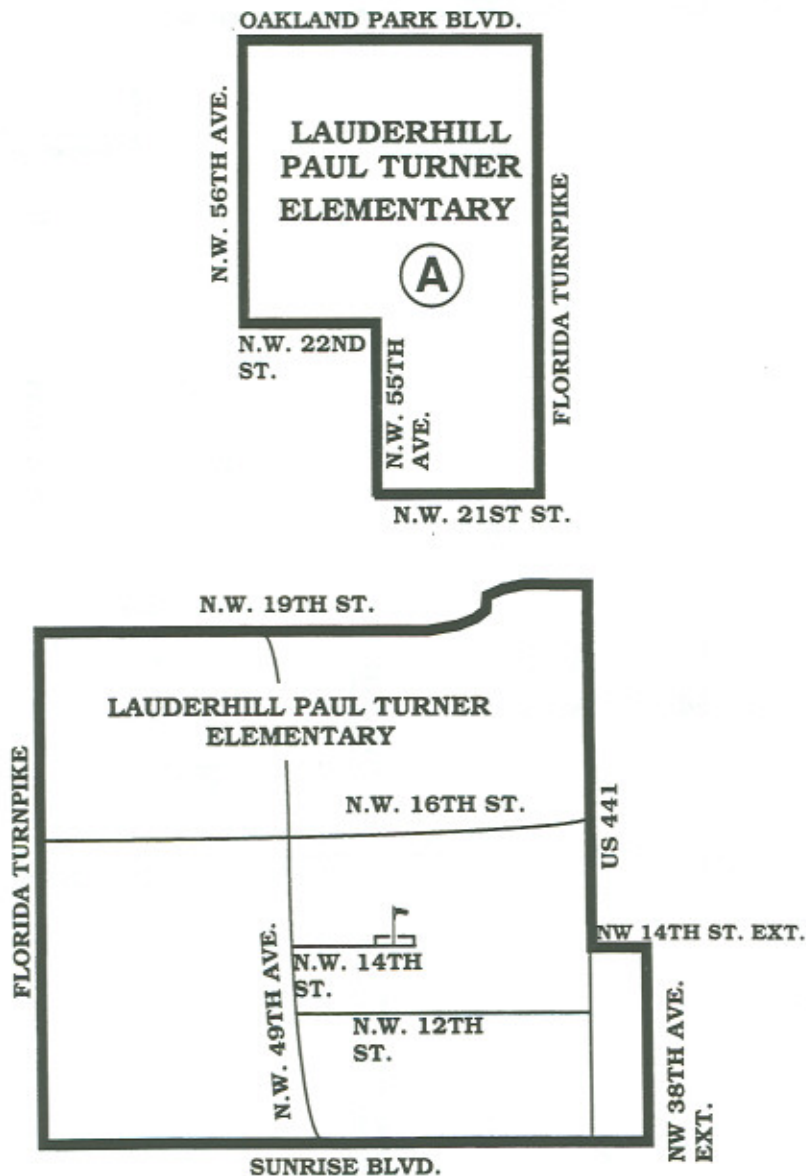 OAKLAND PARK BLVD.
N.W. 56TH AVE.
LAUDERHILL
PAUL TURNER
ELEMENTARY
A
FLORIDA TURNPIKE
N.W. 22ND
ST.
N.W. 55TH
AVE.
N.W. 21ST ST.
N.W. 19TH ST.
LAUDERHILL PAUL TURNER
ELEMENTARY
FLORIDA TURNPIKE
N.W. 16TH ST.
US 441
NW 14TH ST. EXT.
N.W. 14TH
ST.
N.W. 49TH AVE.
N.W. 12TH
ST.
NW 38TH AVE.
EXT.
SUNRISE BLVD.